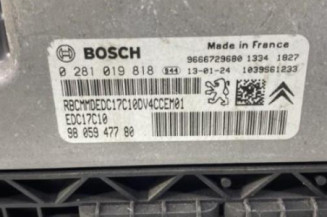 BOSCH
Made in France
9666729680 1334 1827
0 281 019 818 13-01-24 1039S61233
RBCMMDEDC17C10DV4CCEM01
EDC17C10
98 059 477 80